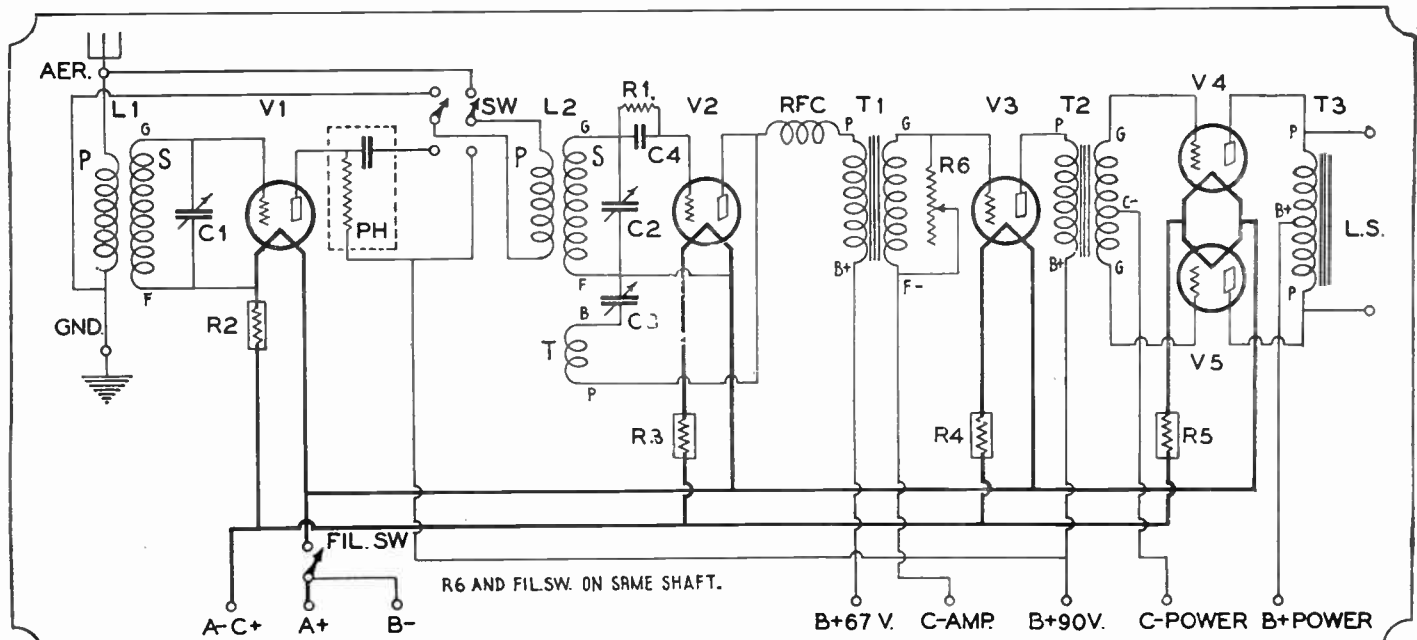 AER.
L1
V1
SW
L2
R1.
V2
RFC
T1
V3
T2
V4
T3
G
P
S
C1
PH
P
G
S
C4
C2
P
G
R6
P
G
C-
G
P
B+
P
L.S.
F
F
B
C3
T
P
B+
F-
B+
GND.
R2
R3
R4
V5
R5
FIL. SW
R6 AND FIL.SW. ON SAME SHAFT.
A-C+ A+ B- B+67 V. C-AMP. B+90V. C-POWER B+POWER